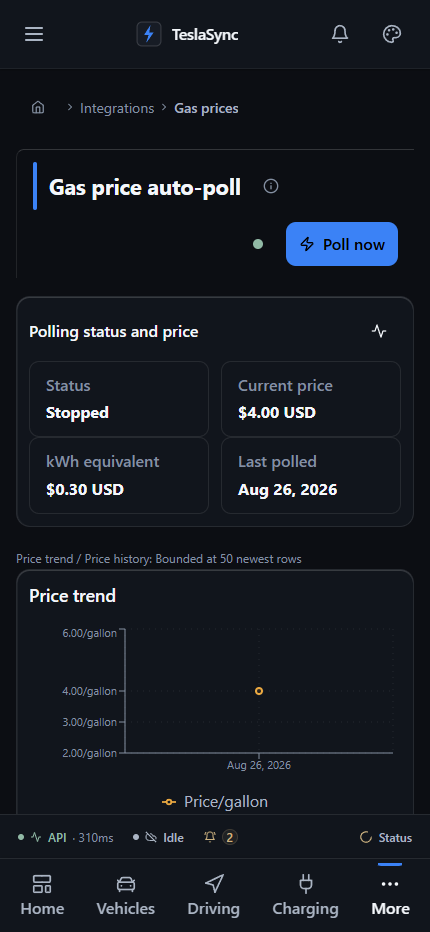 TeslaSync
Integrations
Gas prices
Gas price auto-poll
Poll now
Polling status and price
Status
Stopped
Current price
$4.00 USD
kWh equivalent
$0.30 USD
Last polled
Aug 26, 2026
Price trend / Price history: Bounded at 50 newest rows
Price trend
6.00/gallon
4.00/gallon
3.00/gallon
2.00/gallon
Aug 26, 2026
Price/gallon
API · 310ms
Idle
2
Status
Home
Vehicles
Driving
Charging
More